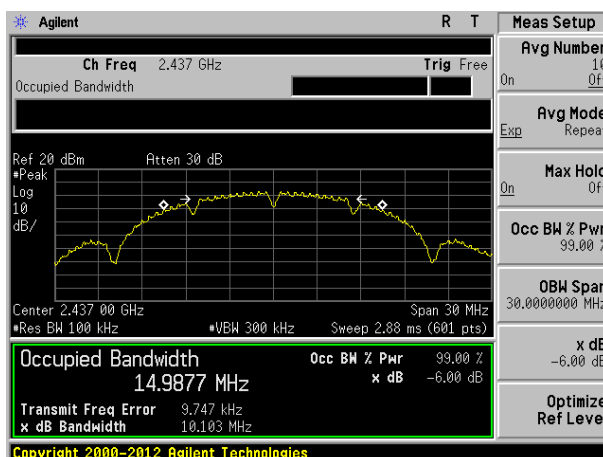 Agilent R T Meas Setup
Ch Freq 2.437 GHz Trig Free
Occupied Bandwidth
Avg Number
10
On Of
Avg Mode
Exp Repea
Max Hold
On Of
Occ BW % Pwr
99.00 %
OBW Span
30.0000000 MHz
x dB
-6.00 dB
Optimize
Ref Leve
Ref 20 dBm Atten 30 dB
#Peak
Log
10
dB/
Center 2.437 00 GHz Span 30 MHz
#Res BW 100 kHz #VBW 300 kHz Sweep 2.88 ms (601 pts)
Occupied Bandwidth Occ BW % Pwr 99.00 %
14.9877 MHz x dB -6.00 dB
Transmit Freq Error 9.747 kHz
x dB Bandwidth 10.103 MHz
Copyright 2000-2012 Agilent Technologies